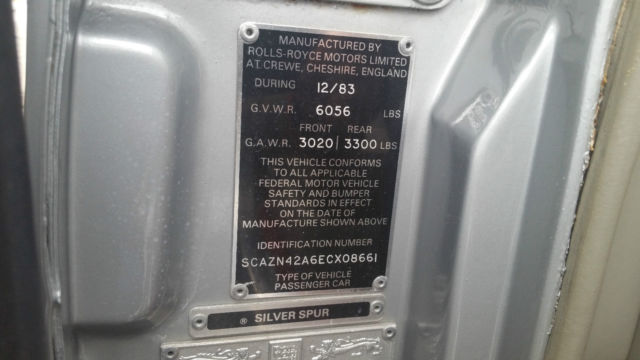 MANUFACTURED BY
ROLLS-ROYCE MOTORS LIMITED
AT. CREWE, CHESHIRE, ENGLAND
DURING 12/83
G.V.W.R. 6056 LBS
FRONT REAR
G.A.W.R. 3020 / 3300 LBS
THIS VEHICLE CONFORMS
TO ALL APPLICABLE
FEDERAL MOTOR VEHICLE
SAFETY AND BUMPER
STANDARDS IN EFFECT
ON THE DATE OF
MANUFACTURE SHOWN ABOVE
IDENTIFICATION NUMBER
SCAZN42A6ECX08661
TYPE OF VEHICLE
PASSENGER CAR
® SILVER SPUR